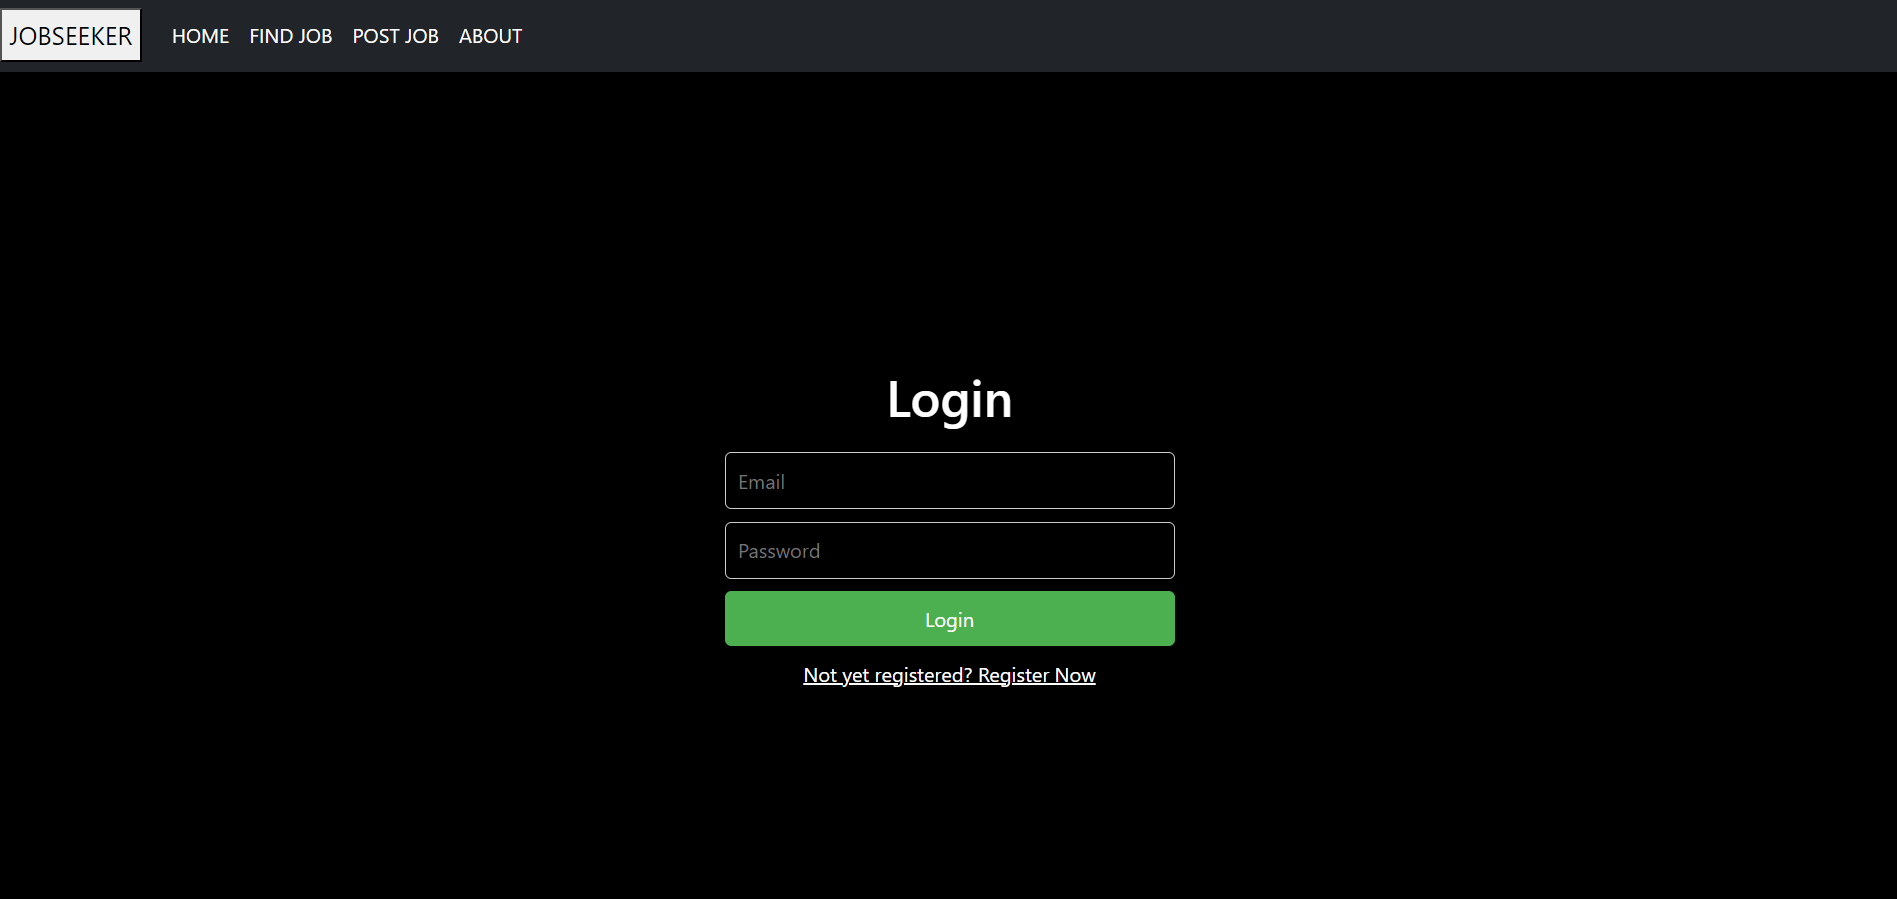 JOBSEEKER HOME FIND JOB POST JOB ABOUT
Login
Email
Password
Login
Not yet registered? Register Now